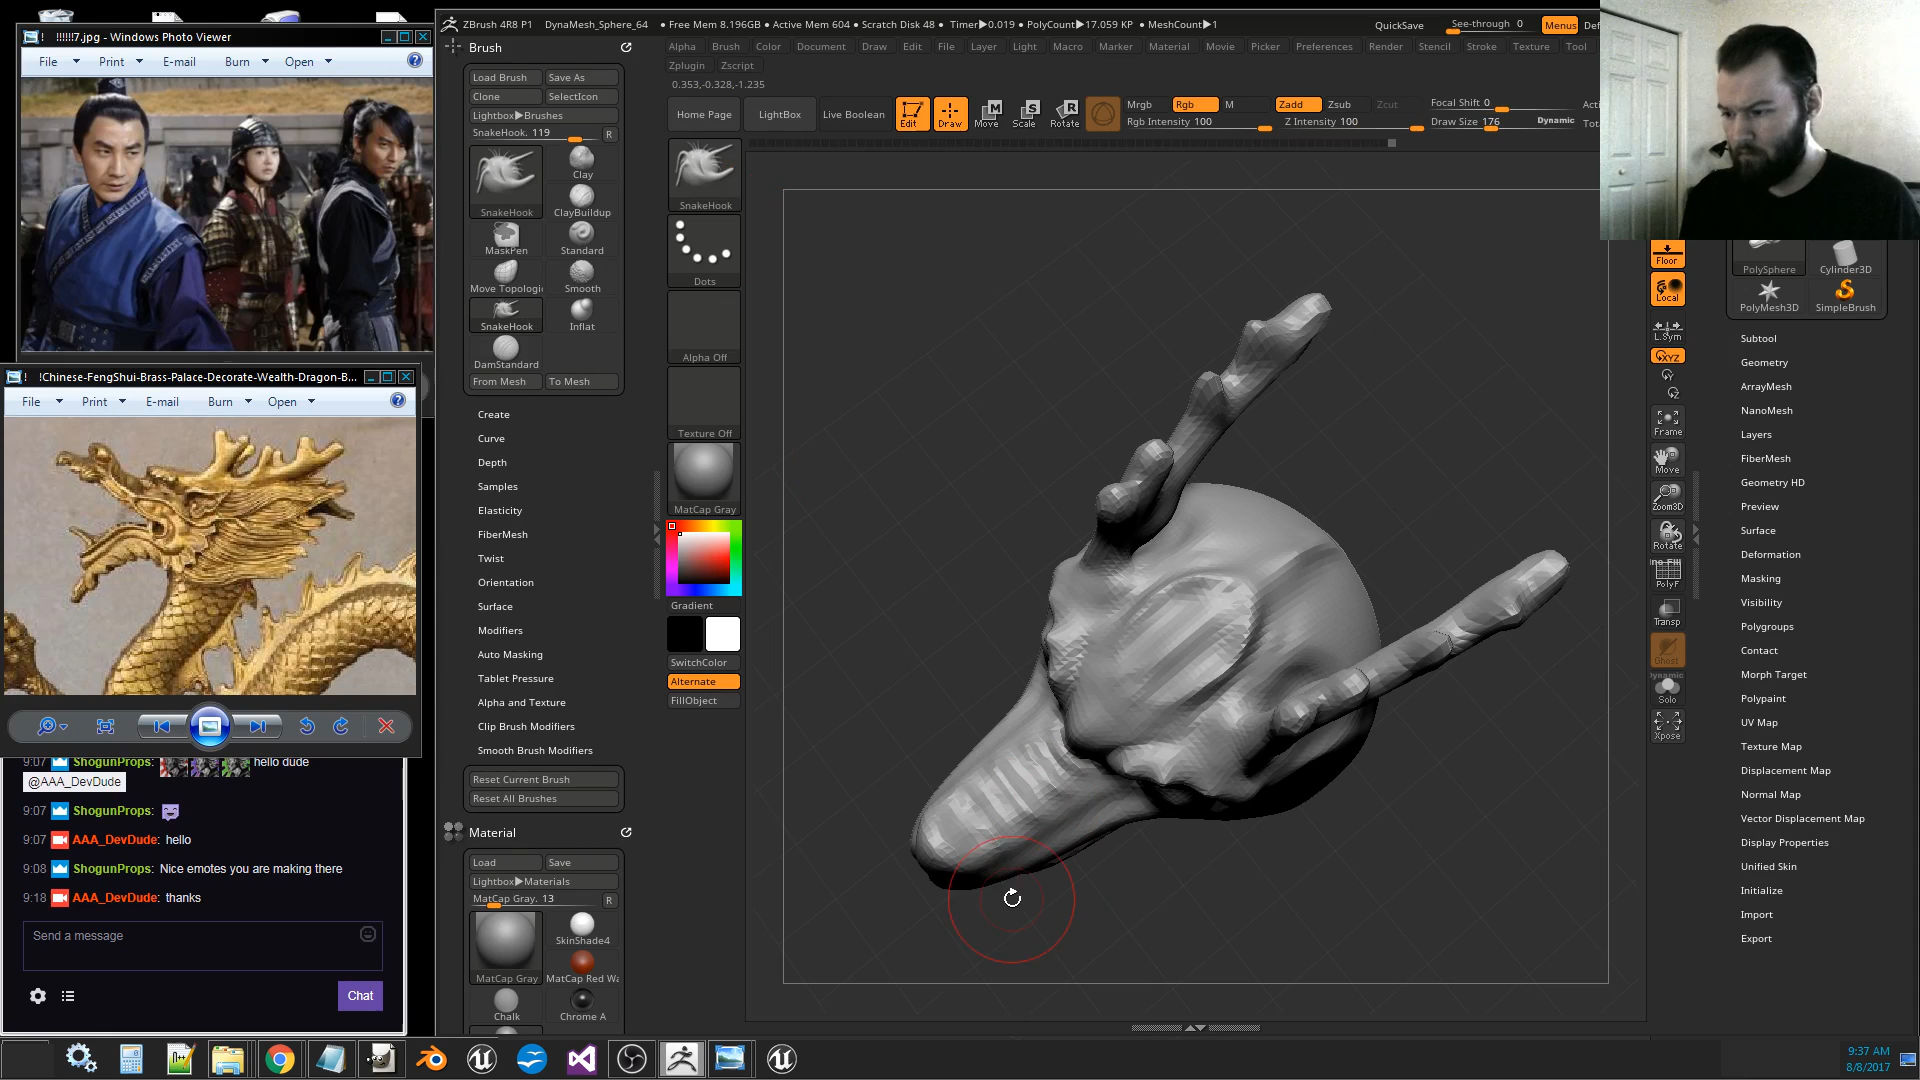 !!!!!!7.jpg - Windows Photo Viewer
File Print E-mail Burn Open
!Chinese-FengShui-Brass-Palace-Decorate-Wealth-Dragon-B...
File Print E-mail Burn Open
9:07 ShogunProps: hello dude
@AAA_DevDude
9:07 ShogunProps:
9:07 AAA_DevDude: hello
9:08 ShogunProps: Nice emotes you are making there
9:18 AAA_DevDude: thanks
Send a message
Chat
ZBrush 4R8 P1 DynaMesh_Sphere_64 • Free Mem 8.196GB • Active Mem 604 • Scratch Disk 48 • Timer▶0.019 • PolyCount▶17.059 KP • MeshCount▶1
QuickSave See-through 0 Menus Def
Alpha Brush Color Document Draw Edit File Layer Light Macro Marker Material Movie Picker Preferences Render Stencil Stroke Texture Tool
Zplugin Zscript
0.353,-0.328,-1.235
Home Page LightBox Live Boolean Edit Draw Move Scale Rotate
Mrgb Rgb M Zadd Zsub Zcut Focal Shift 0 Acti
Rgb Intensity 100 Z Intensity 100 Draw Size 176 Dynamic Tot
Brush
Load Brush Save As
Clone SelectIcon
Lightbox▶Brushes
SnakeHook. 119 R
SnakeHook Clay
ClayBuildup
MaskPen Standard
Move Topologi Smooth
SnakeHook Inflat
DamStandard
From Mesh To Mesh
Create
Curve
Depth
Samples
Elasticity
FiberMesh
Twist
Orientation
Surface
Modifiers
Auto Masking
Tablet Pressure
Alpha and Texture
Clip Brush Modifiers
Smooth Brush Modifiers
Reset Current Brush
Reset All Brushes
Material
Load Save
Lightbox▶Materials
MatCap Gray. 13 R
MatCap Gray SkinShade4
MatCap Red Wa
Chalk Chrome A
SnakeHook
Dots
Alpha Off
Texture Off
MatCap Gray
Gradient
SwitchColor
Alternate
FillObject
Floor
Local
L.Sym
XYZ
Y
Z
Frame
Move
Zoom3D
Rotate
PolyF
Transp
Ghost
Dynamic
Solo
Xpose
PolySphere Cylinder3D
PolyMesh3D SimpleBrush
Subtool
Geometry
ArrayMesh
NanoMesh
Layers
FiberMesh
Geometry HD
Preview
Surface
Deformation
Masking
Visibility
Polygroups
Contact
Morph Target
Polypaint
UV Map
Texture Map
Displacement Map
Normal Map
Vector Displacement Map
Display Properties
Unified Skin
Initialize
Import
Export
9:37 AM
8/8/2017